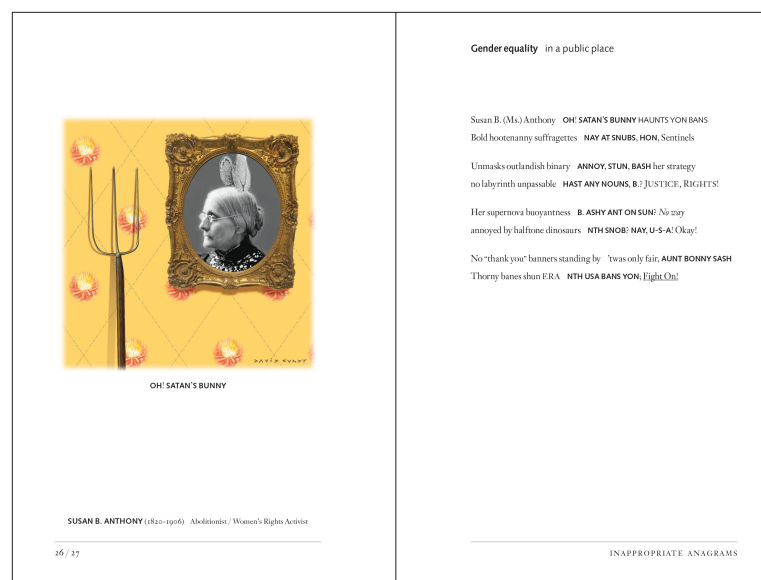 DAVID CUNDY
OH! SATAN'S BUNNY
SUSAN B. ANTHONY (1820–1906) Abolitionist / Women's Rights Activist
26 / 27
Gender equality in a public place
Susan B. (Ms.) Anthony OH! SATAN'S BUNNY HAUNTS YON BANS
Bold hootenanny suffragettes NAY AT SNUBS, HON, Sentinels
Unmasks outlandish binary ANNOY, STUN, BASH her strategy
no labyrinth unpassable HAST ANY NOUNS, B.? JUSTICE, RIGHTS!
Her supernova buoyantness B. ASHY ANT ON SUN? No way
annoyed by halftone dinosaurs NTH SNOB? NAY, U-S-A! Okay!
No “thank you” banners standing by ’twas only fair, AUNT BONNY SASH
Thorny banes shun ERA NTH USA BANS YON; Fight On!
INAPPROPRIATE ANAGRAMS